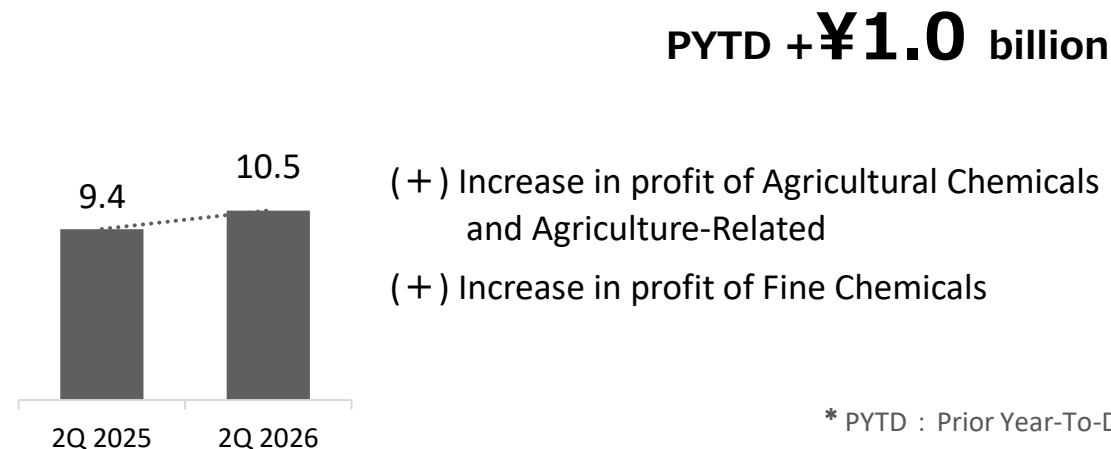 PYTD +¥1.0 billion
9.4
10.5
(＋) Increase in profit of Agricultural Chemicals
and Agriculture-Related
(＋) Increase in profit of Fine Chemicals
2Q 2025
2Q 2026
* PYTD : Prior Year-To-D